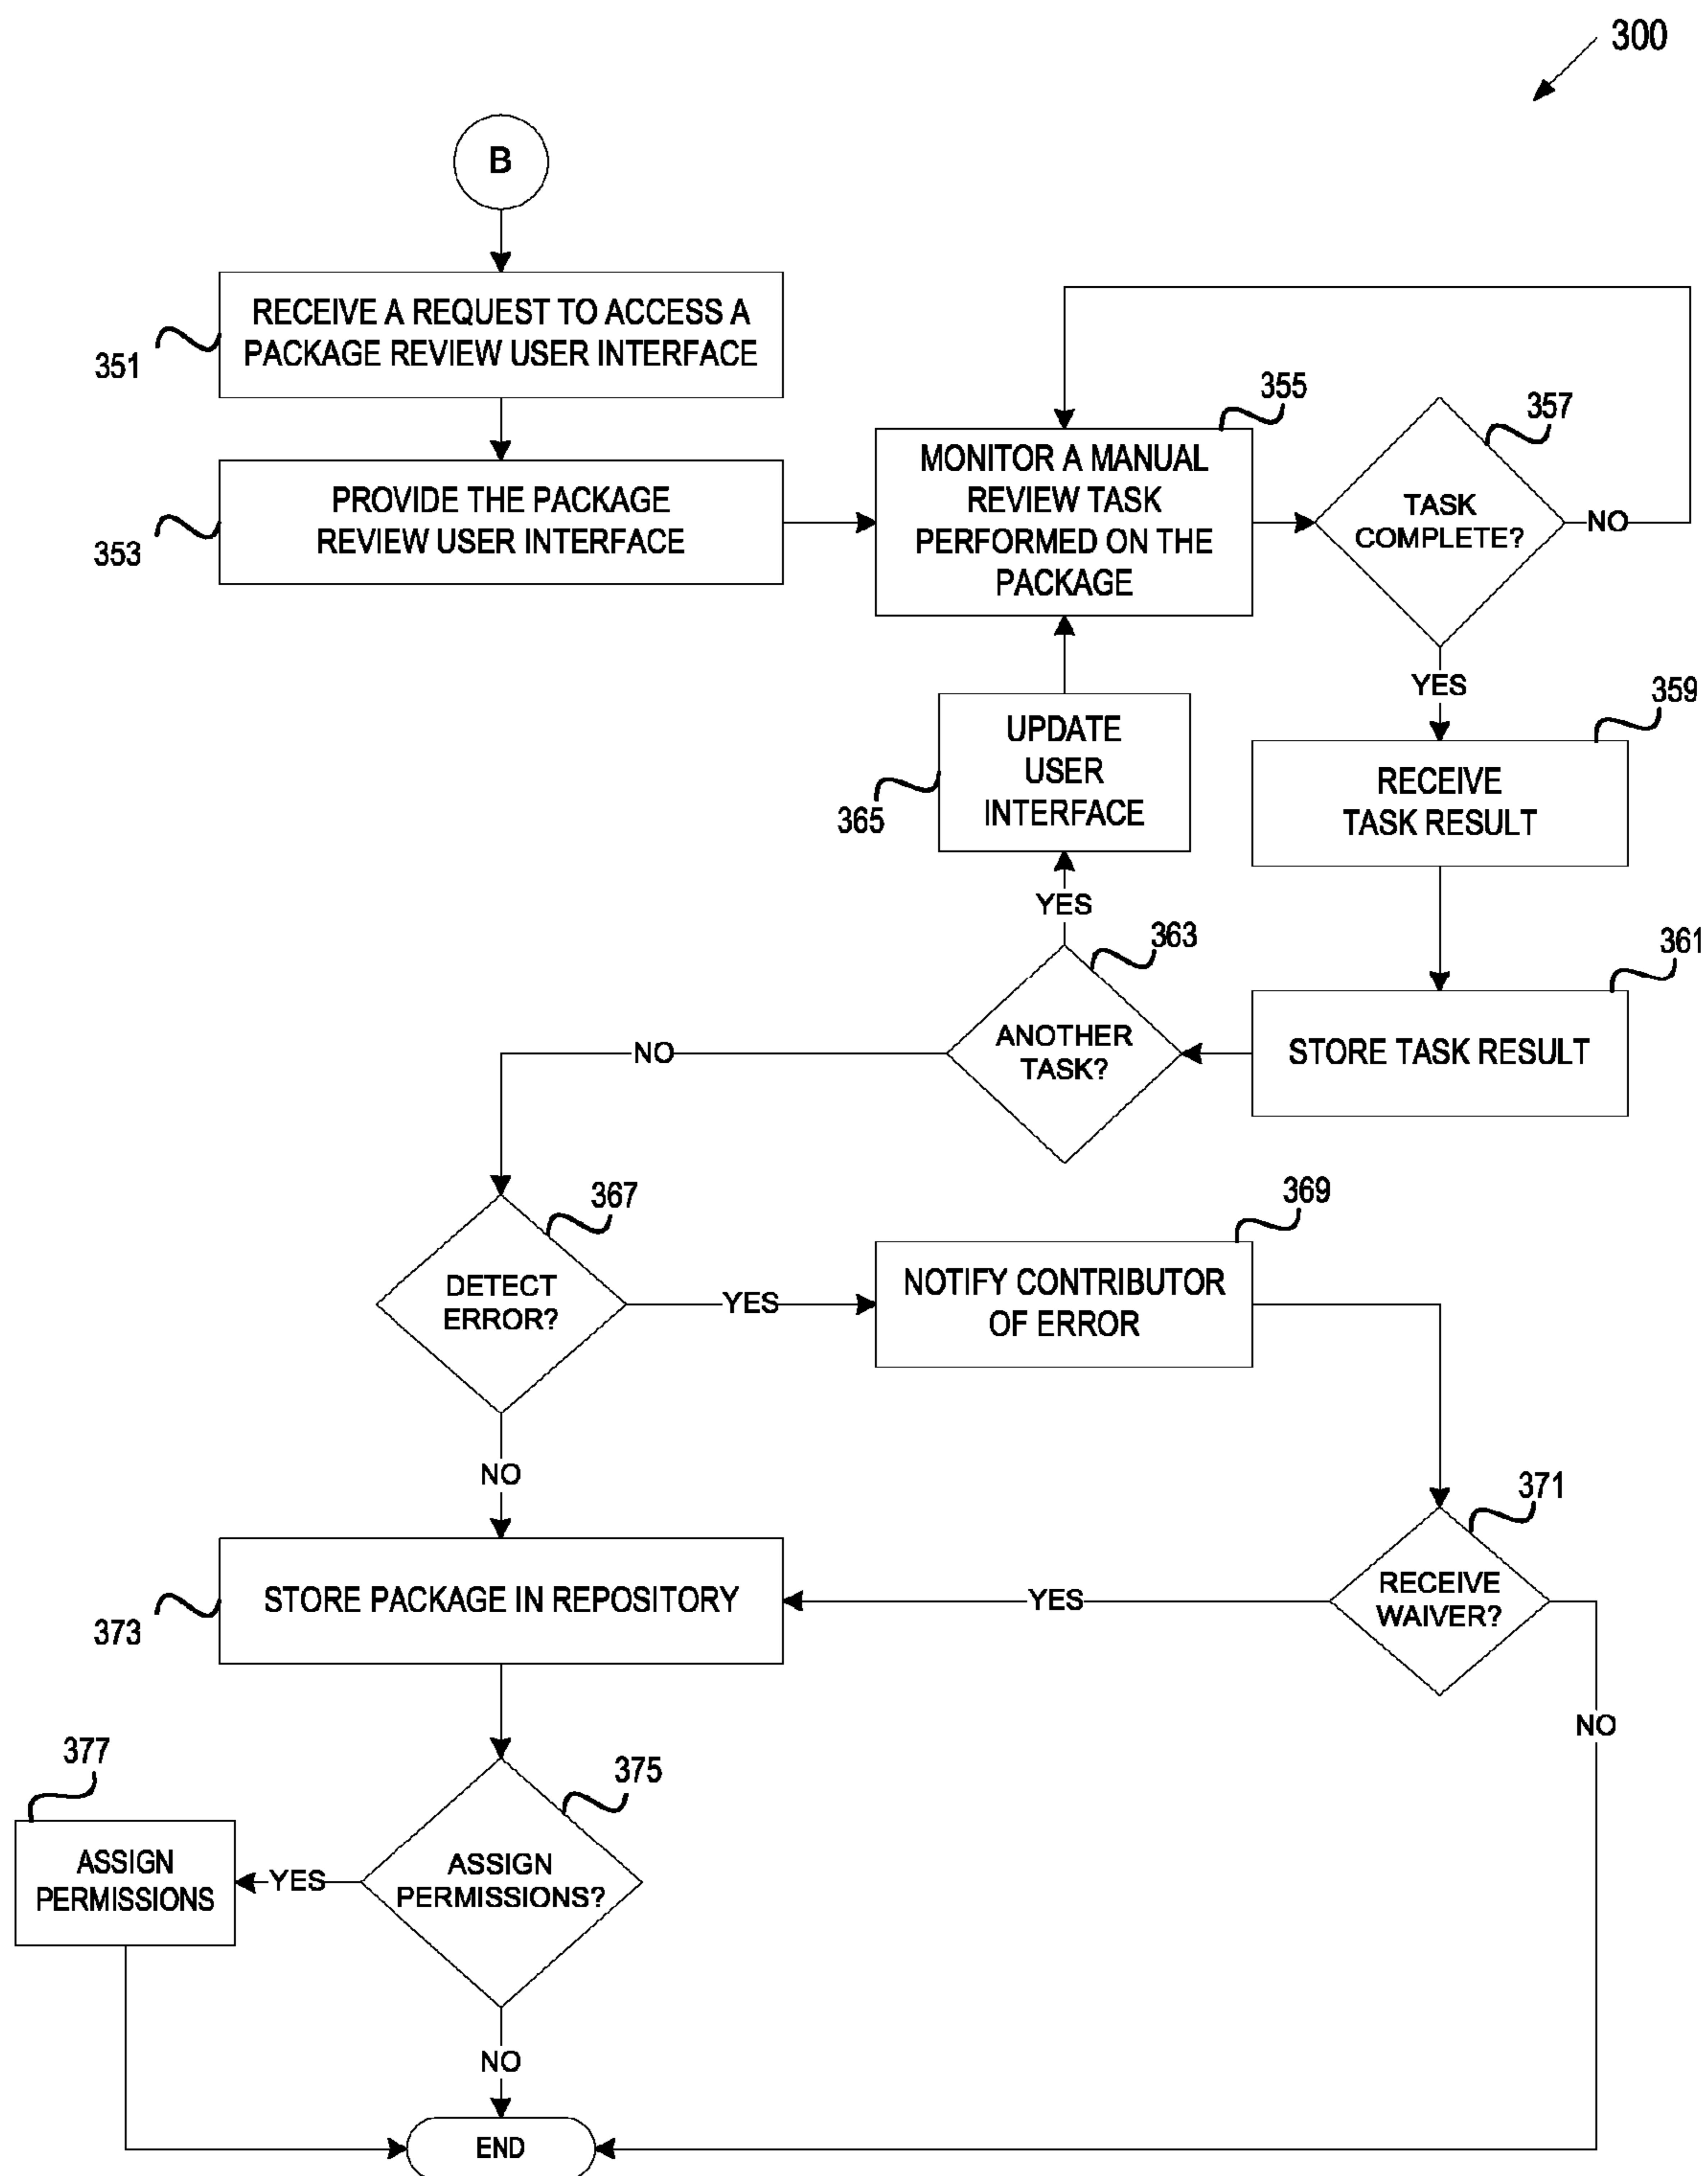 300
B
RECEIVE A REQUEST TO ACCESS A
PACKAGE REVIEW USER INTERFACE
351
PROVIDE THE PACKAGE
REVIEW USER INTERFACE
353
355
MONITOR A MANUAL
REVIEW TASK
PERFORMED ON THE
PACKAGE
357
TASK
COMPLETE?
NO
YES
359
RECEIVE
TASK RESULT
361
STORE TASK RESULT
363
ANOTHER
TASK?
YES
UPDATE
USER
INTERFACE
365
NO
367
DETECT
ERROR?
YES
369
NOTIFY CONTRIBUTOR
OF ERROR
371
RECEIVE
WAIVER?
YES
NO
NO
STORE PACKAGE IN REPOSITORY
373
375
ASSIGN
PERMISSIONS?
YES
377
ASSIGN
PERMISSIONS
NO
END